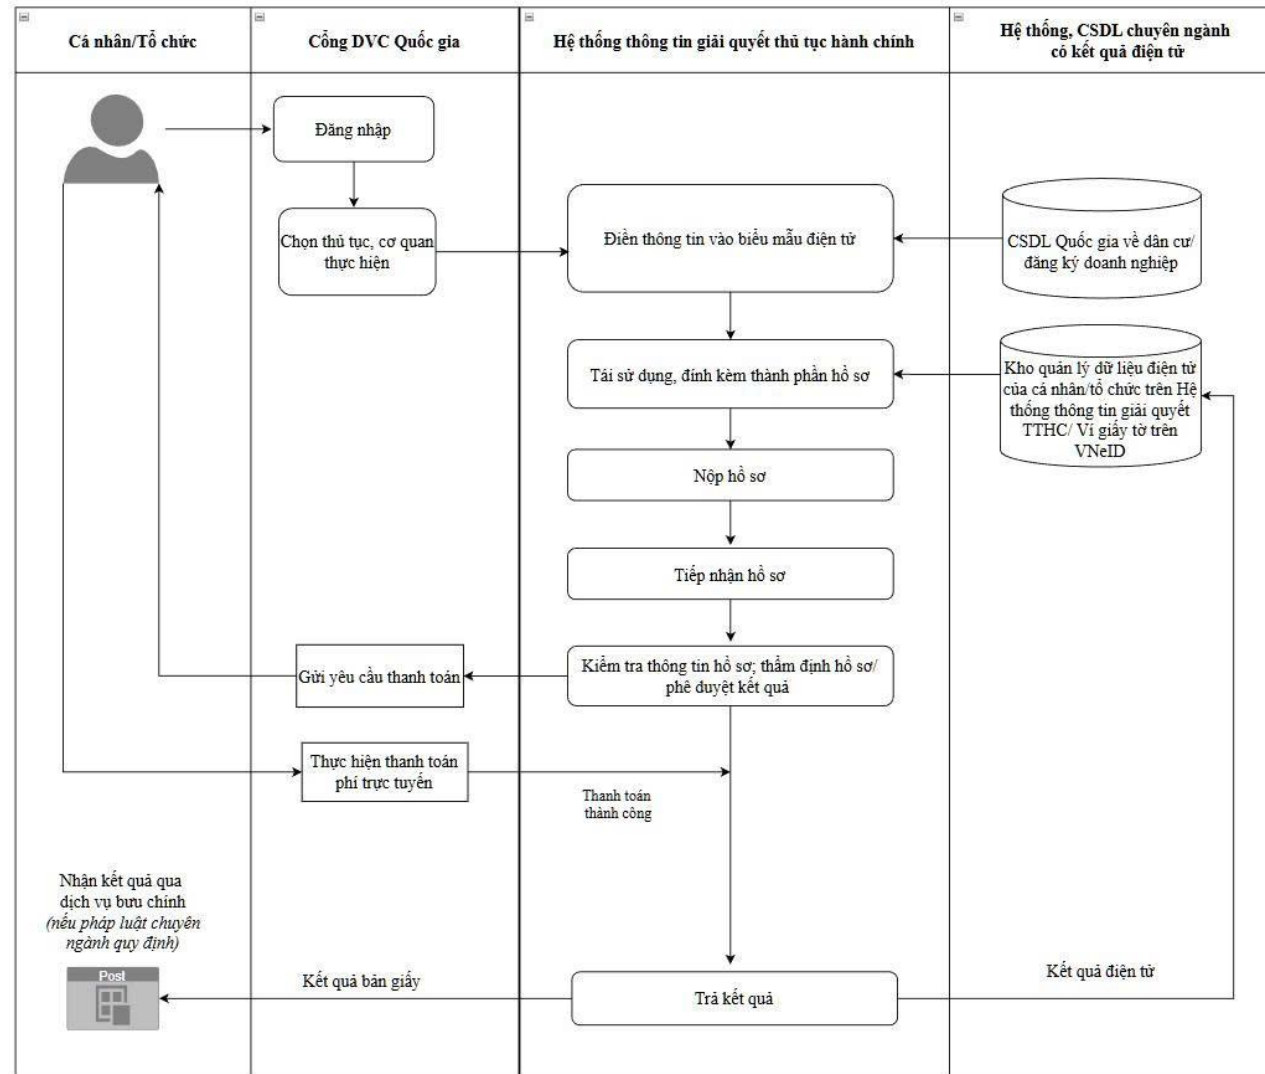 Cá nhân/Tổ chức
Cổng DVC Quốc gia
Hệ thống thông tin giải quyết thủ tục hành chính
Hệ thống, CSDL chuyên ngành
có kết quả điện tử
Đăng nhập
Chọn thủ tục, cơ quan
thực hiện
Điền thông tin vào biểu mẫu điện tử
CSDL Quốc gia về dân cư/
đăng ký doanh nghiệp
Tái sử dụng, đính kèm thành phần hồ sơ
Kho quản lý dữ liệu điện tử
của cá nhân/tổ chức trên Hệ
thống thông tin giải quyết
TTHC/ Ví giấy tờ trên
VNeID
Nộp hồ sơ
Tiếp nhận hồ sơ
Kiểm tra thông tin hồ sơ; thẩm định hồ sơ/
phê duyệt kết quả
Gửi yêu cầu thanh toán
Thực hiện thanh toán
phí trực tuyến
Thanh toán
thành công
Nhận kết quả qua
dịch vụ bưu chính
(nếu pháp luật chuyên
ngành quy định)
Post
Kết quả bản giấy
Trả kết quả
Kết quả điện tử